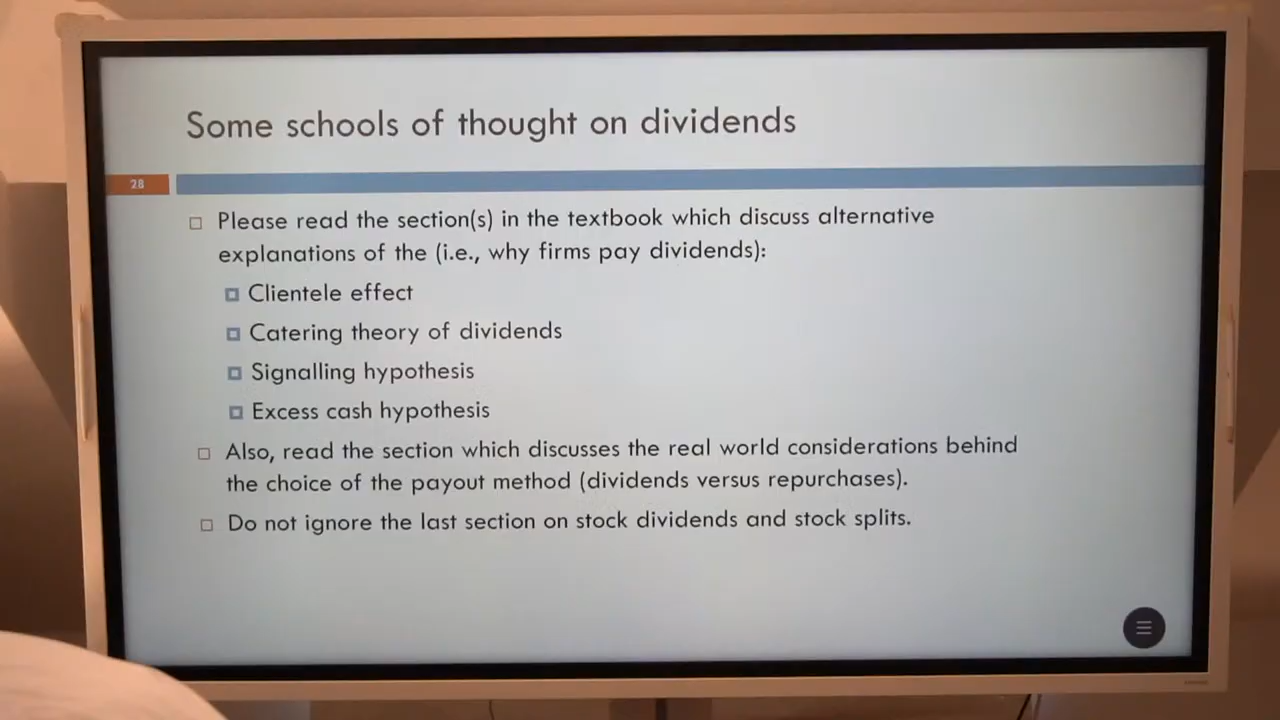 Some schools of thought on dividends
28
Please read the section(s) in the textbook which discuss alternative
explanations of the (i.e., why firms pay dividends):
Clientele effect
Catering theory of dividends
Signalling hypothesis
Excess cash hypothesis
Also, read the section which discusses the real world considerations behind
the choice of the payout method (dividends versus repurchases).
Do not ignore the last section on stock dividends and stock splits.